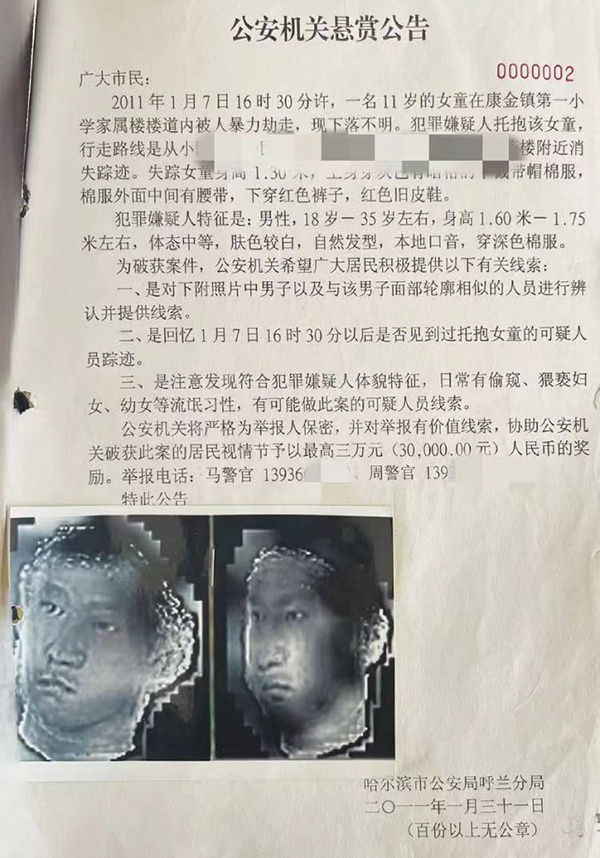 公安机关悬赏公告
0000002
广大市民：
2011年1月7日16时30分许，一名11岁的女童在康金镇第一小
学家属楼楼道内被人暴力劫走，现下落不明。犯罪嫌疑人托抱该女童，
行走路线是从小 楼附近消
失踪迹。失踪女童身高1.30米，上身穿灰色有暗格的 截带帽棉服，
棉服外面中间有腰带，下穿红色裤子，红色旧皮鞋。
犯罪嫌疑人特征是：男性，18岁－35岁左右，身高1.60米－1.75
米左右，体态中等，肤色较白，自然发型，本地口音，穿深色棉服。
为破获案件，公安机关希望广大居民积极提供以下有关线索：
一、是对下附照片中男子以及与该男子面部轮廓相似的人员进行辨
认并提供线索。
二、是回忆1月7日16时30分以后是否见到过托抱女童的可疑人
员踪迹。
三、是注意发现符合犯罪嫌疑人体貌特征，日常有偷窥、猥亵妇
女、幼女等流氓习性，有可能做此案的可疑人员线索。
公安机关将严格为举报人保密，并对举报有价值线索，协助公安机
关破获此案的居民视情节予以最高三万元（30,000.00元）人民币的奖
励。举报电话：马警官 13936 、周警官 139
特此公告
哈尔滨市公安局呼兰分局
二〇一一年一月三十一日
（百份以上无公章）